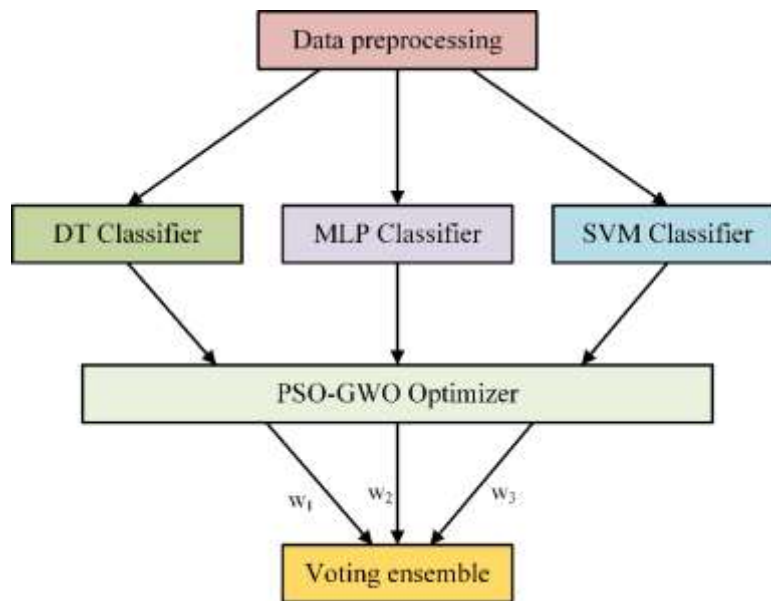 Data preprocessing
DT Classifier
MLP Classifier
SVM Classifier
PSO-GWO Optimizer
w₁
w₂
w₃
Voting ensemble